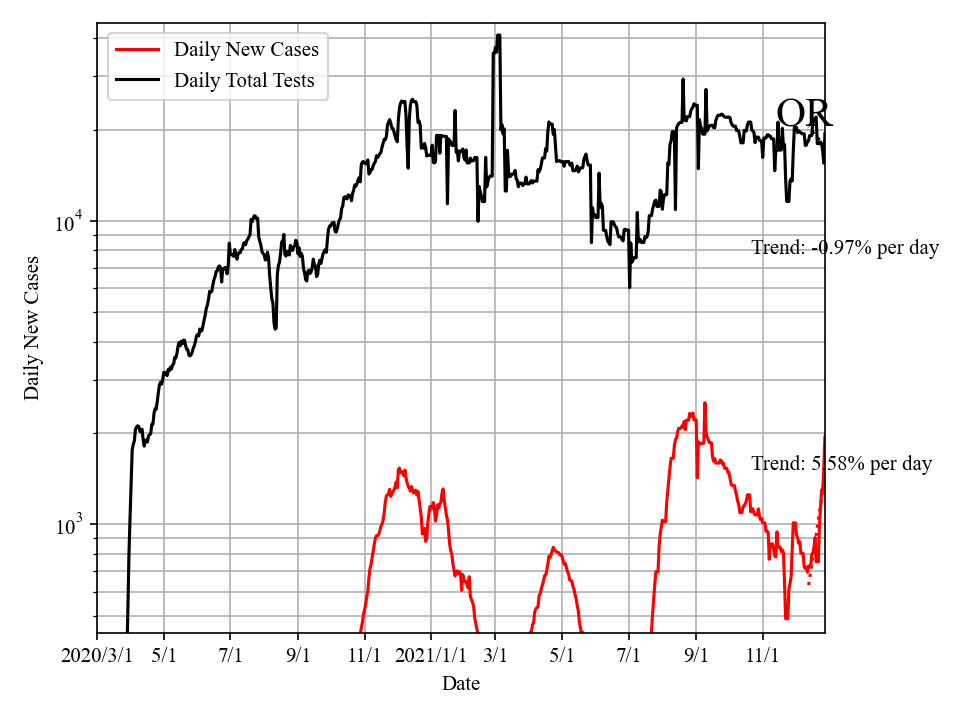 Daily New Cases
Daily Total Tests
OR
10^4
Trend: -0.97% per day
Daily New Cases
Trend: 5.58% per day
10^3
2020/3/1 5/1 7/1 9/1 11/1 2021/1/1 3/1 5/1 7/1 9/1 11/1
Date